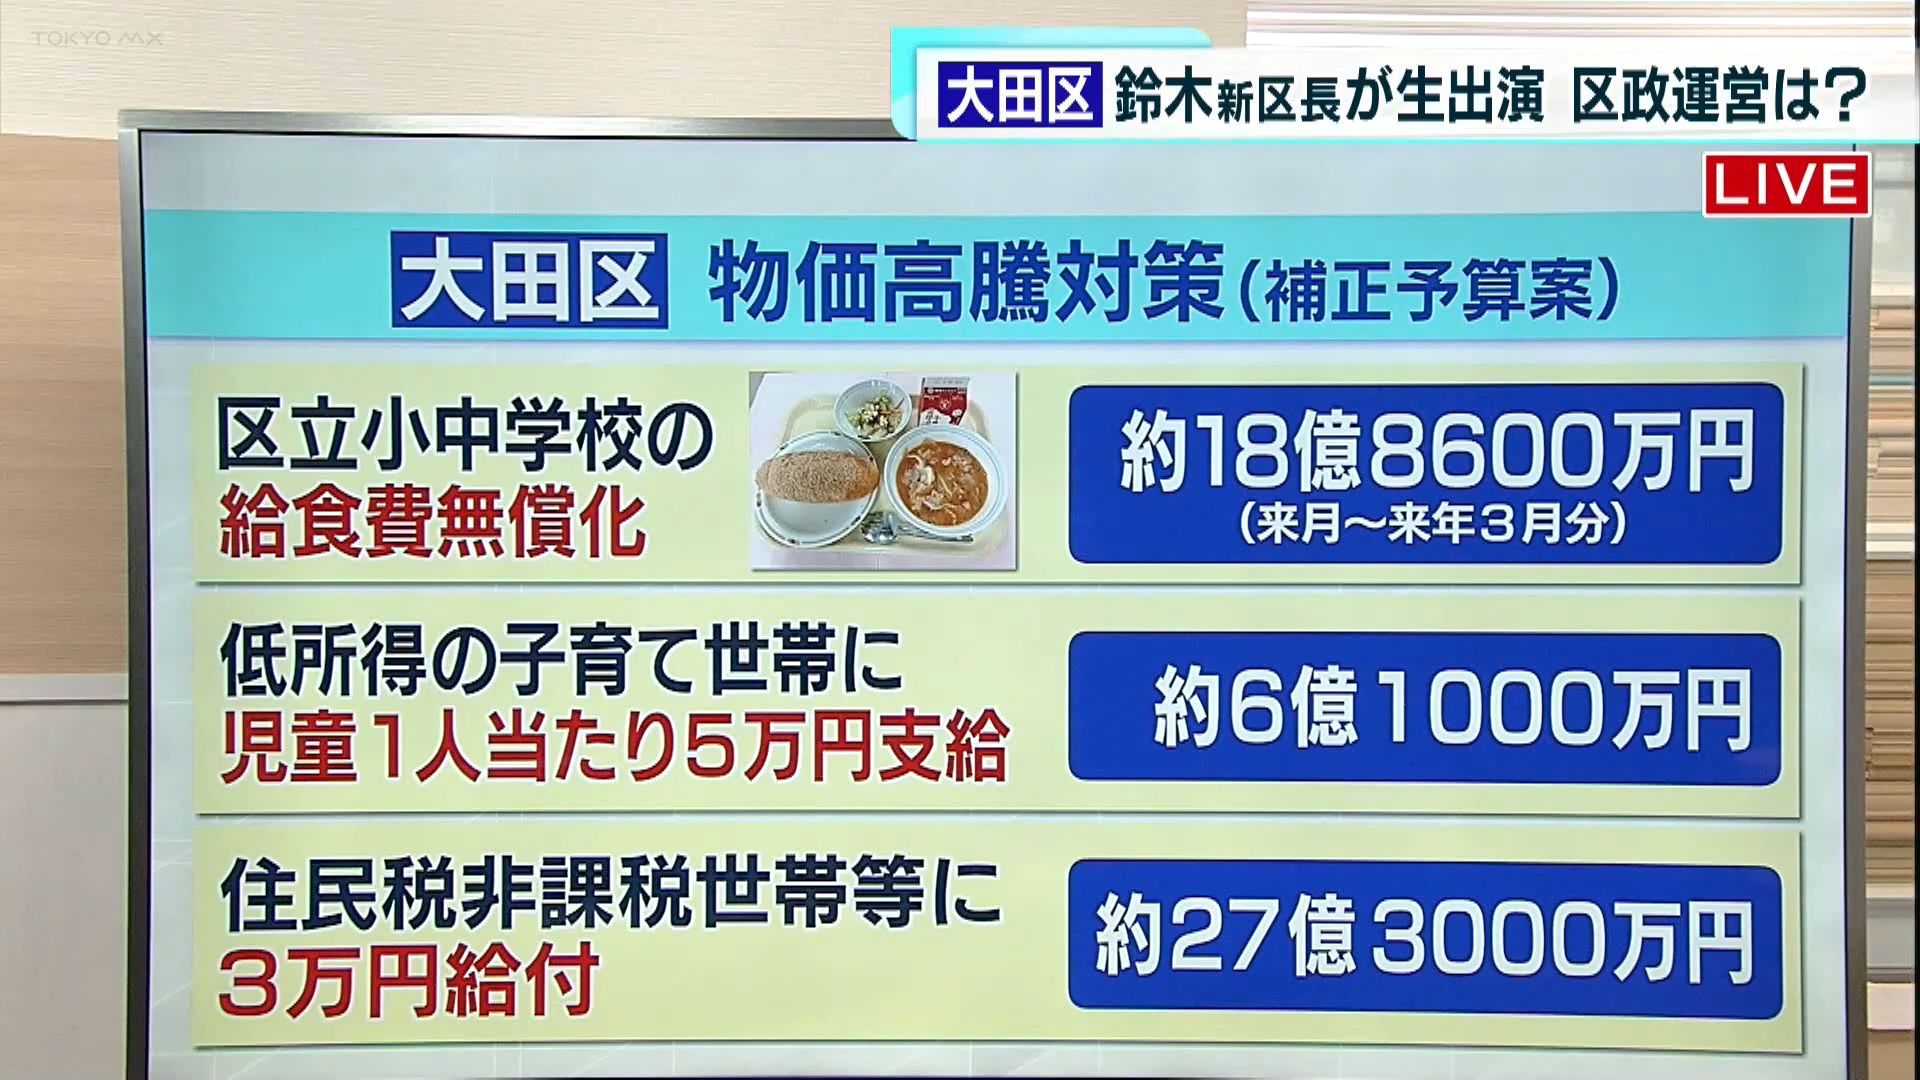 TOKYO MX
大田区 鈴木新区長が生出演 区政運営は?
LIVE
大田区 物価高騰対策(補正予算案)
区立小中学校の
給食費無償化
約18億8600万円
(来月～来年3月分)
低所得の子育て世帯に
児童1人当たり5万円支給
約6億1000万円
住民税非課税世帯等に
3万円給付
約27億3000万円